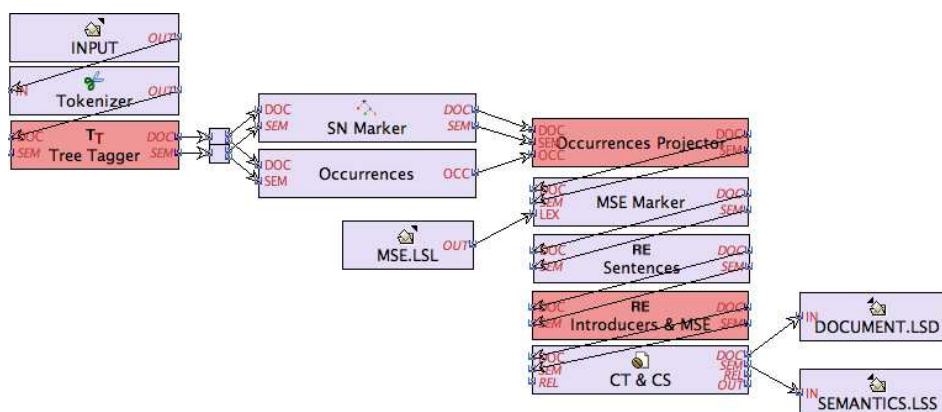 OUT
INPUT
IN OUT
Tokenizer
DOC TT DOC
SEM Tree Tagger SEM
DOC DOC
SEM SN Marker SEM
DOC
SEM Occurrences OCC
DOC DOC
SEM Occurrences Projector SEM
OCC
DOC DOC
SEM MSE Marker SEM
LEX
OUT
MSE.LSL
DOC RE DOC
SEM Sentences SEM
DOC RE DOC
SEM Introducers & MSE SEM
DOC DOC
SEM CT & CS SEM
REL REL
OUT
IN
DOCUMENT.LSD
IN
SEMANTICS.LSS